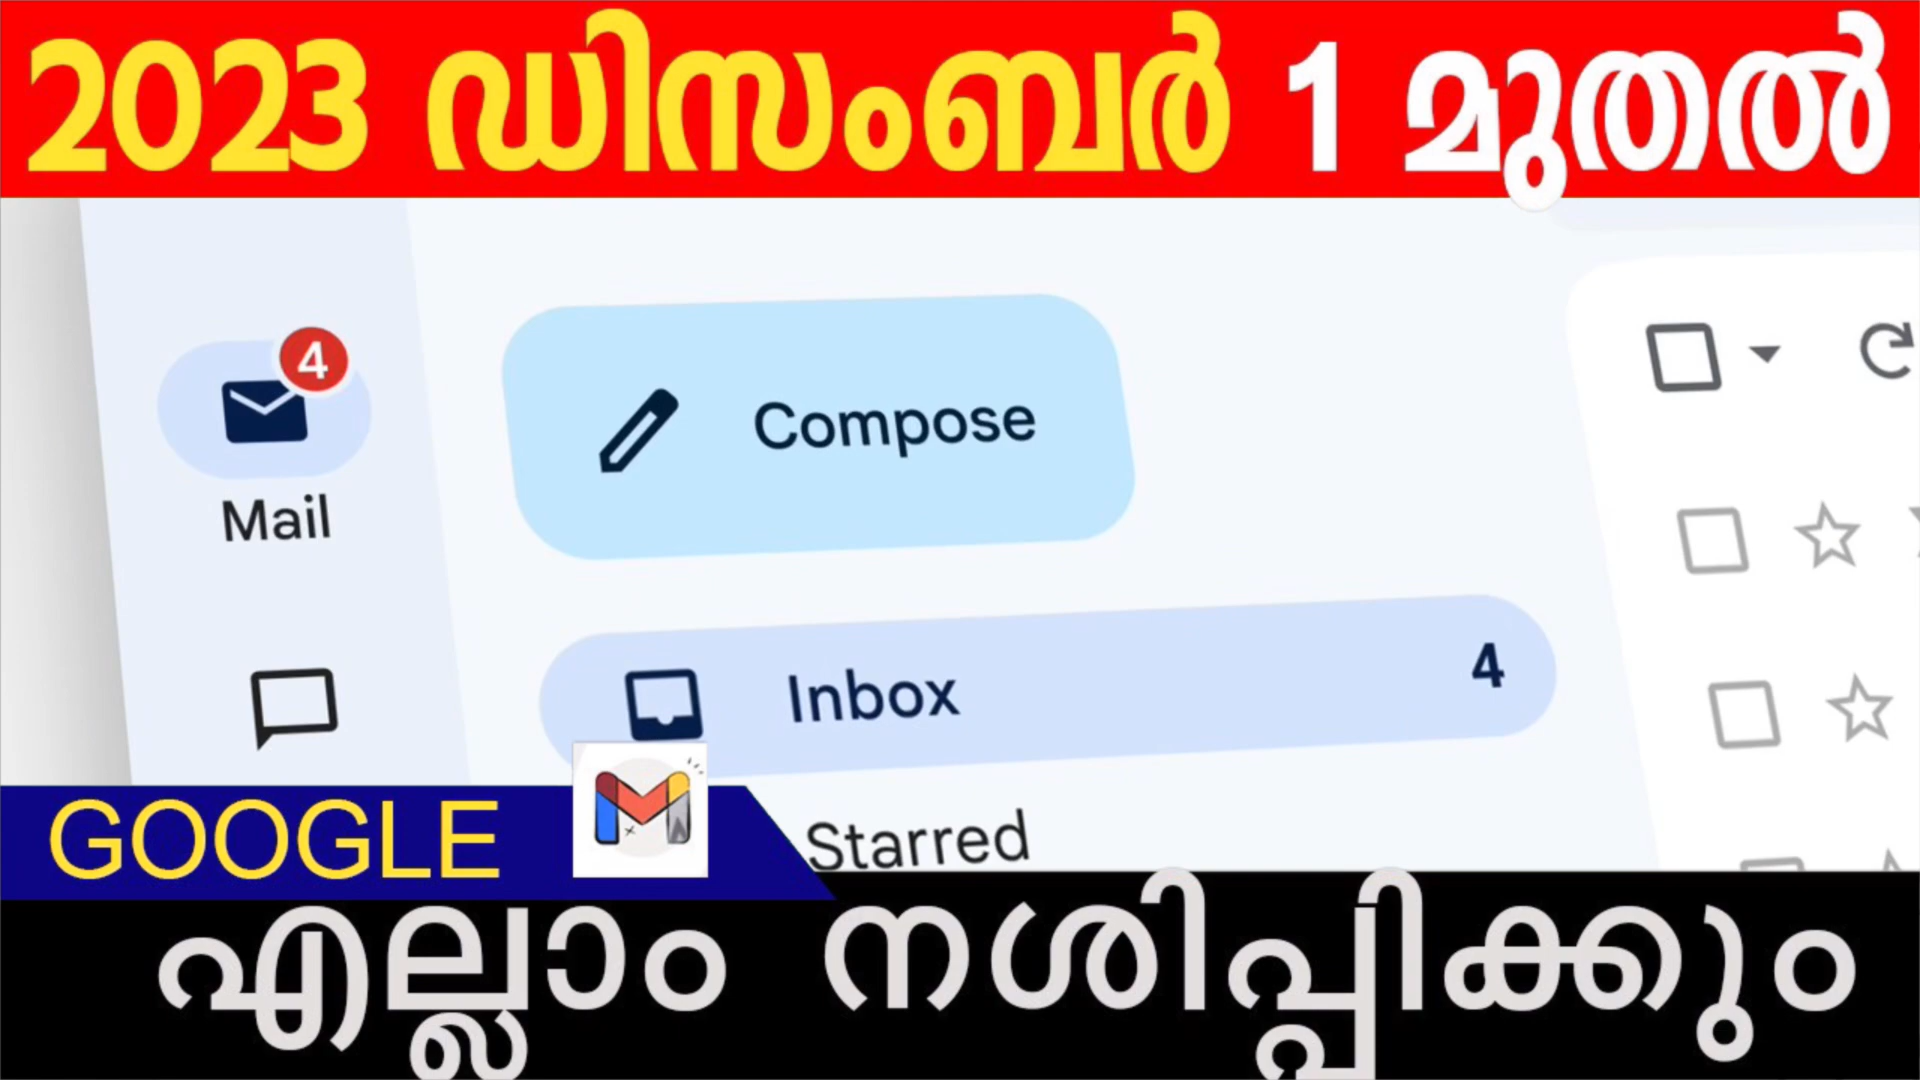 2023 ഡിസംബർ 1 മുതൽ
4
Mail
Compose
Inbox 4
Starred
GOOGLE
എല്ലാം നശിപ്പിക്കും